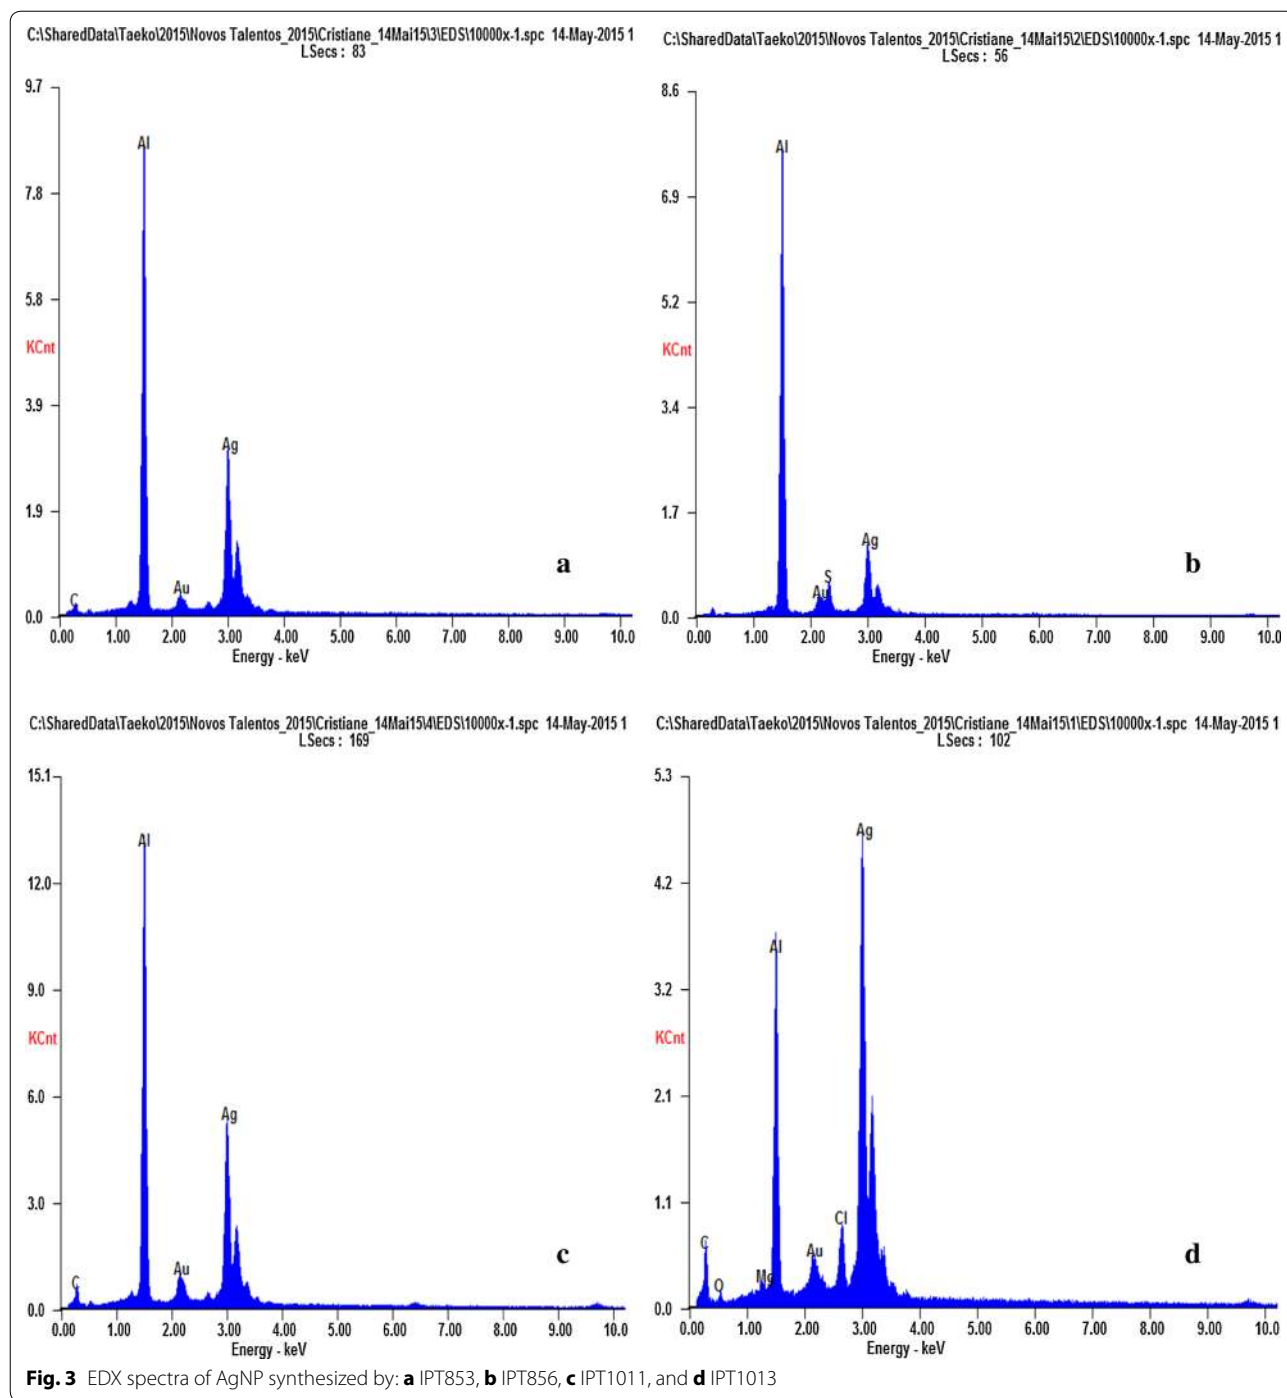 C:\SharedData\Taeko\2015\Novos Talentos_2015\Cristiane_14Mai15\3\EDS\10000x-1.spc 14-May-2015 1
LSecs : 83
9.7
7.8
5.8
KCnt
3.9
1.9
0.0
Al
Ag
Au
C
a
0.00 1.00 2.00 3.00 4.00 5.00 6.00 7.00 8.00 9.00 10.0
Energy - keV
C:\SharedData\Taeko\2015\Novos Talentos_2015\Cristiane_14Mai15\2\EDS\10000x-1.spc 14-May-2015 1
LSecs : 56
8.6
6.9
5.2
KCnt
3.4
1.7
0.0
Al
Ag
S
Au
b
0.00 1.00 2.00 3.00 4.00 5.00 6.00 7.00 8.00 9.00 10.0
Energy - keV
C:\SharedData\Taeko\2015\Novos Talentos_2015\Cristiane_14Mai15\4\EDS\10000x-1.spc 14-May-2015 1
LSecs : 169
15.1
12.0
9.0
KCnt
6.0
3.0
0.0
Al
Ag
Au
C
c
0.00 1.00 2.00 3.00 4.00 5.00 6.00 7.00 8.00 9.00 10.0
Energy - keV
C:\SharedData\Taeko\2015\Novos Talentos_2015\Cristiane_14Mai15\1\EDS\10000x-1.spc 14-May-2015 1
LSecs : 102
5.3
4.2
3.2
KCnt
2.1
1.1
0.0
Ag
Al
Cl
C
Au
Mg
O
d
0.00 1.00 2.00 3.00 4.00 5.00 6.00 7.00 8.00 9.00 10.0
Energy - keV
Fig. 3 EDX spectra of AgNP synthesized by: a IPT853, b IPT856, c IPT1011, and d IPT1013